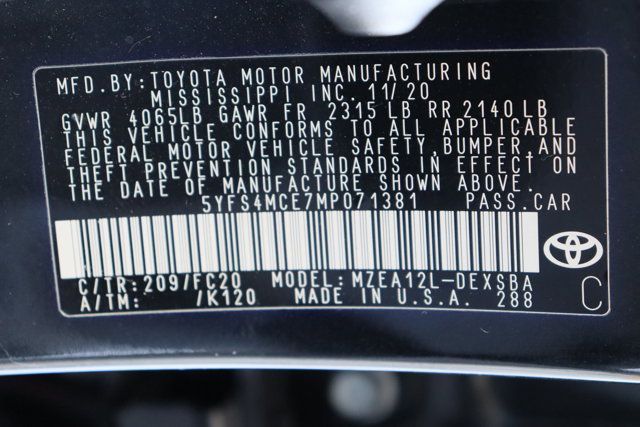 MFD. BY: TOYOTA MOTOR MANUFACTURING
MISSISSIPPI INC. 11/20
GVWR 4065LB GAWR FR 2315 LB RR 2140 LB
THIS VEHICLE CONFORMS TO ALL APPLICABLE
FEDERAL MOTOR VEHICLE SAFETY, BUMPER, AND
THEFT PREVENTION STANDARDS IN EFFECT ON
THE DATE OF MANUFACTURE SHOWN ABOVE.
5YFS4MCE7MP071381 PASS. CAR
C/TR: 209/FC20 MODEL: MZEA12L-DEXSBA
A/TM: /K120 MADE IN U.S.A. 288 C